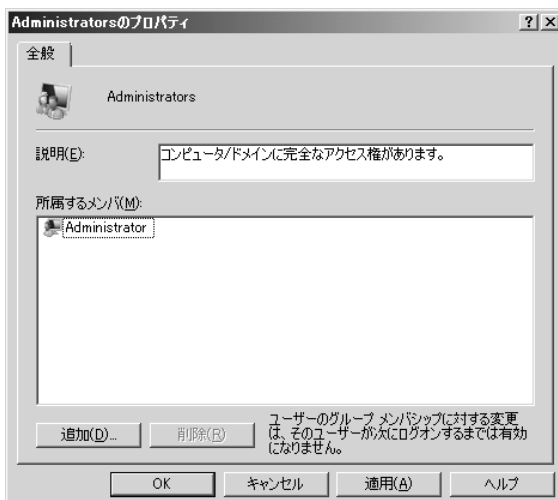 Administratorsのプロパティ
? ×
全般
Administrators
説明(E):
コンピュータ/ドメインに完全なアクセス権があります。
所属するメンバ(M):
Administrator
追加(D)...
削除(R)
ユーザーのグループ メンバシップに対する変更
は、そのユーザーが次にログオンするまでは有効
になりません。
OK
キャンセル
適用(A)
ヘルプ